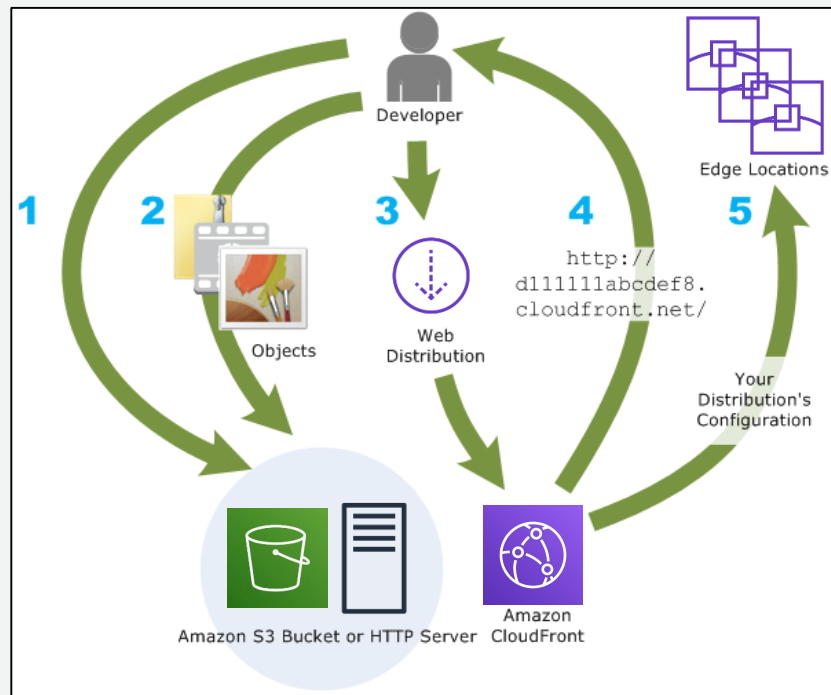 Developer
Edge Locations
1
2
3
4
5
http://
d111111abcdef8.
cloudfront.net/
Objects
Web
Distribution
Your
Distribution's
Configuration
Amazon S3 Bucket or HTTP Server
Amazon
CloudFront